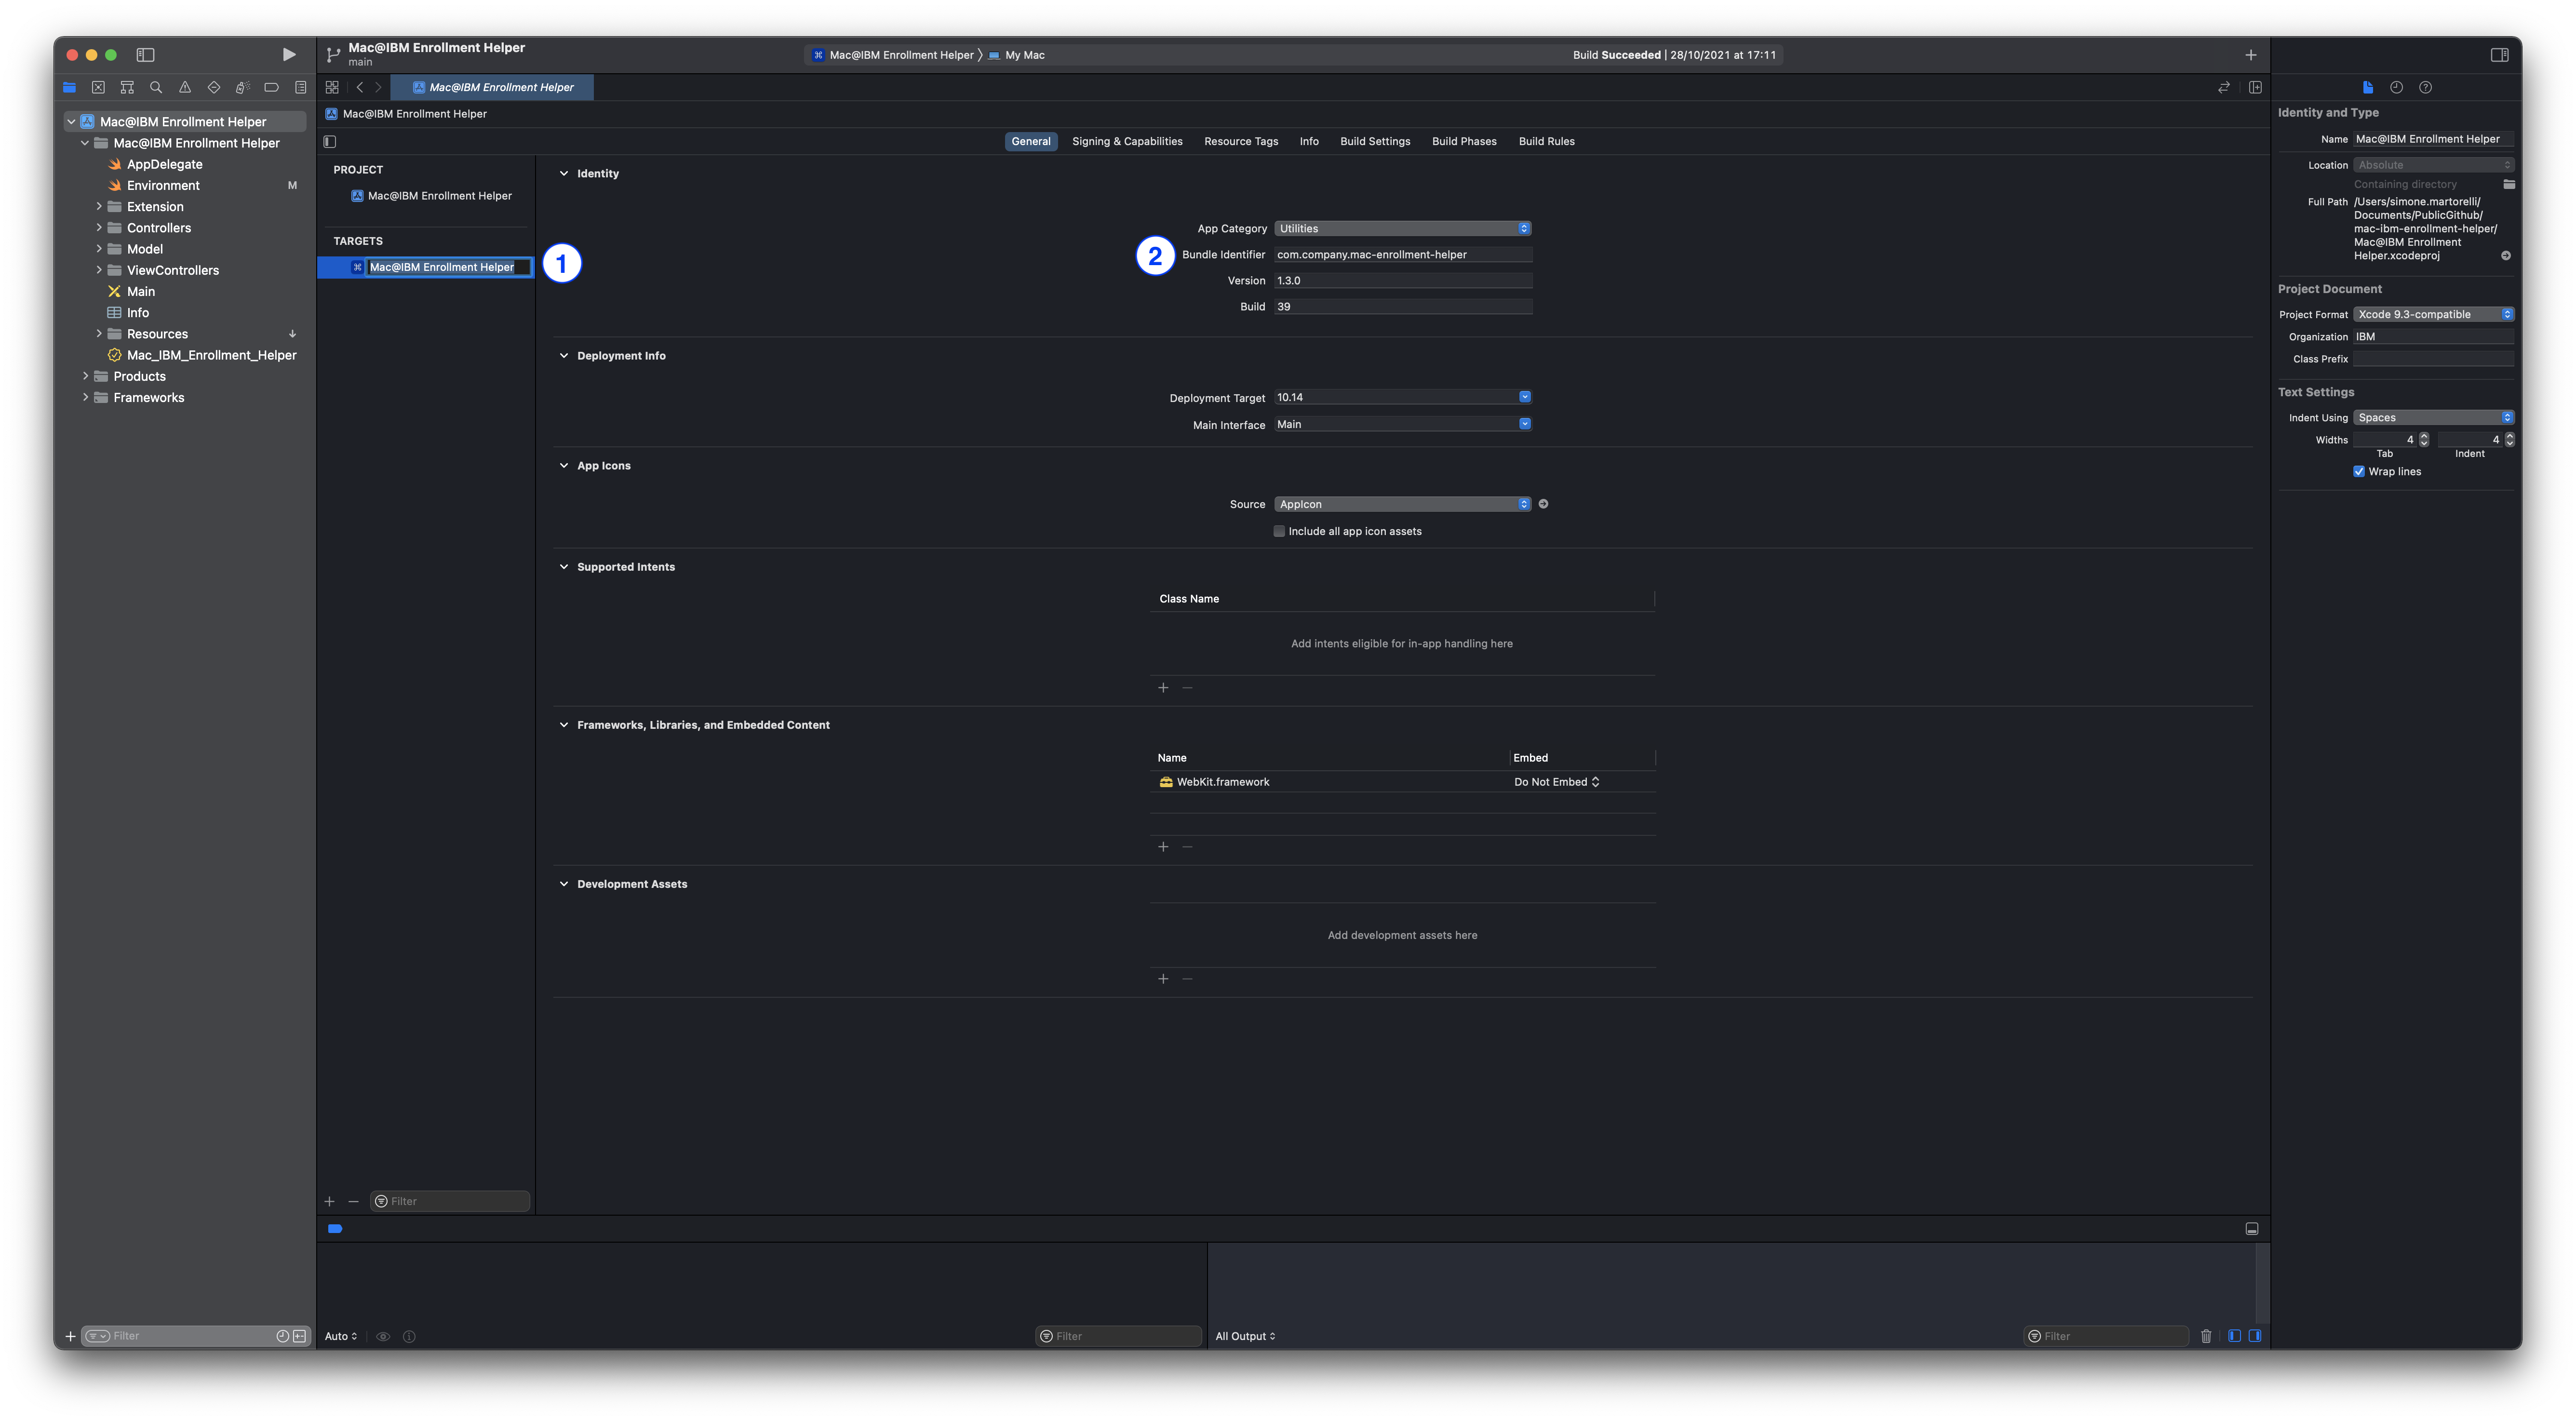 Mac@IBM Enrollment Helper
main
Mac@IBM Enrollment Helper
My Mac
Build Succeeded | 28/10/2021 at 17:11
Mac@IBM Enrollment Helper
Mac@IBM Enrollment Helper
Mac@IBM Enrollment Helper
Mac@IBM Enrollment Helper
AppDelegate
Environment M
Extension
Controllers
Model
ViewControllers
Main
Info
Resources
Mac_IBM_Enrollment_Helper
Products
Frameworks
Filter
General
Signing & Capabilities
Resource Tags
Info
Build Settings
Build Phases
Build Rules
PROJECT
Mac@IBM Enrollment Helper
TARGETS
Mac@IBM Enrollment Helper
1
Filter
Identity
App Category Utilities
2
Bundle Identifier com.company.mac-enrollment-helper
Version 1.3.0
Build 39
Deployment Info
Deployment Target 10.14
Main Interface Main
App Icons
Source AppIcon
Include all app icon assets
Supported Intents
Class Name
Add intents eligible for in-app handling here
Frameworks, Libraries, and Embedded Content
Name Embed
WebKit.framework Do Not Embed
Development Assets
Add development assets here
Auto
Filter
All Output
Filter
Identity and Type
Name Mac@IBM Enrollment Helper
Location Absolute
Containing directory
Full Path /Users/simone.martorelli/
Documents/PublicGithub/
mac-ibm-enrollment-helper/
Mac@IBM Enrollment
Helper.xcodeproj
Project Document
Project Format Xcode 9.3-compatible
Organization IBM
Class Prefix
Text Settings
Indent Using Spaces
Widths 4 4
Tab Indent
Wrap lines